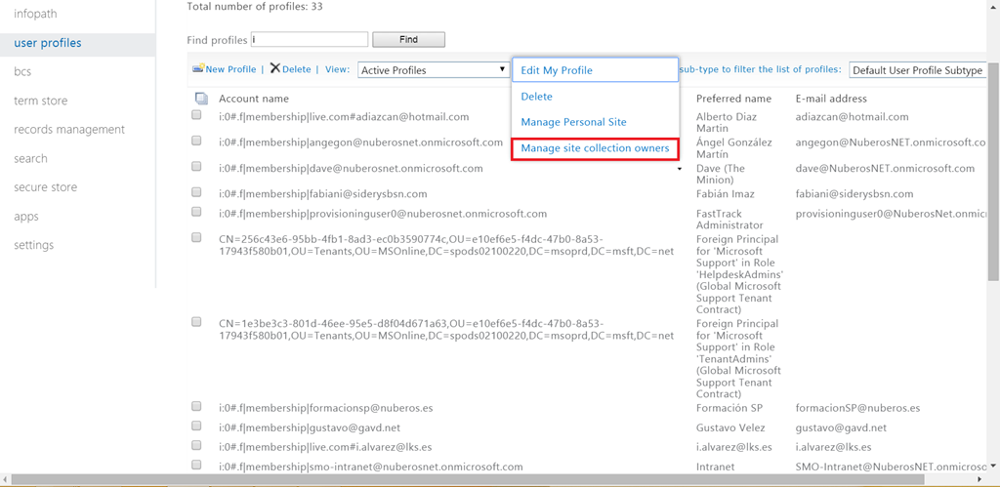 infopath
user profiles
bcs
term store
records management
search
secure store
apps
settings
Total number of profiles: 33
Find profiles i Find
New Profile | Delete | View: Active Profiles sub-type to filter the list of profiles: Default User Profile Subtype
Edit My Profile
Delete
Manage Personal Site
Manage site collection owners
Account name Preferred name E-mail address
i:0#.f|membership|live.com#adiazcan@hotmail.com Alberto Diaz adiazcan@hotmail.com
Martin
i:0#.f|membership|angegon@nuberosnet.onmicrosoft.com Ángel González angegon@NuberosNET.onmicrosoft.co
Martín
i:0#.f|membership|dave@nuberosnet.onmicrosoft.com Dave (The dave@NuberosNET.onmicrosoft.com
Minion)
i:0#.f|membership|fabiani@siderysbsn.com Fabián Imaz fabiani@siderysbsn.com
i:0#.f|membership|provisioninguser0@nuberosnet.onmicrosoft.com FastTrack provisioninguser0@NuberosNet.onmic
Administrator
CN=256c43e6-95bb-4fb1-8ad3-ec0b3590774c,OU=e10ef6e5-f4dc-47b0-8a53- Foreign Principal
17943f580b01,OU=Tenants,OU=MSOnline,DC=spods02100220,DC=msoprd,DC=msft,DC=net for 'Microsoft
Support' in Role
'HelpdeskAdmins'
(Global Microsoft
Support Tenant
Contract)
CN=1e3be3c3-801d-46ee-95e5-d8f04d671a63,OU=e10ef6e5-f4dc-47b0-8a53- Foreign Principal
17943f580b01,OU=Tenants,OU=MSOnline,DC=spods02100220,DC=msoprd,DC=msft,DC=net for 'Microsoft
Support' in Role
'TenantAdmins'
(Global Microsoft
Support Tenant
Contract)
i:0#.f|membership|formacionsp@nuberos.es Formación SP formacionSP@nuberos.es
i:0#.f|membership|gustavo@gavd.net Gustavo Velez gustavo@gavd.net
i:0#.f|membership|live.com#i.alvarez@lks.es i.alvarez@lks.es i.alvarez@lks.es
i:0#.f|membership|smo-intranet@nuberosnet.onmicrosoft.com Intranet SMO-Intranet@NuberosNET.onmicroso